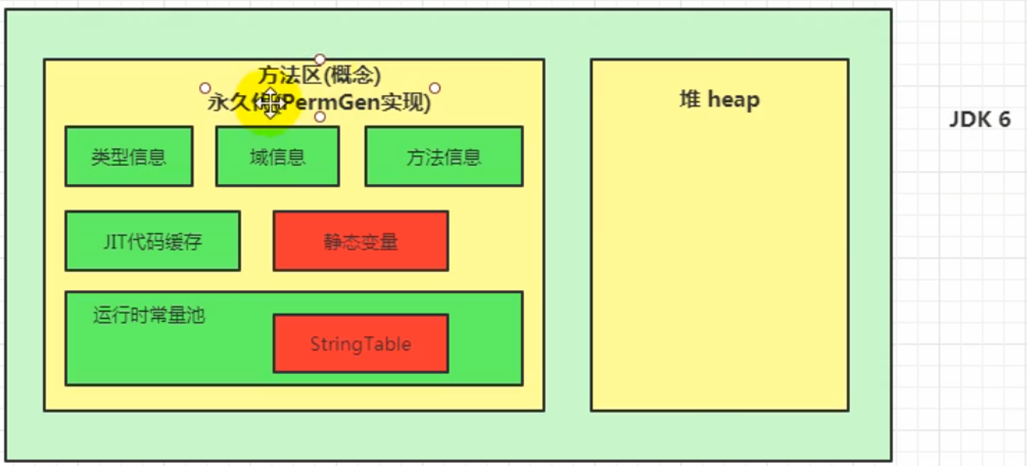 方法区(概念)
永久代(PermGen实现)
堆 heap
JDK 6
类型信息
域信息
方法信息
JIT代码缓存
静态变量
运行时常量池
StringTable